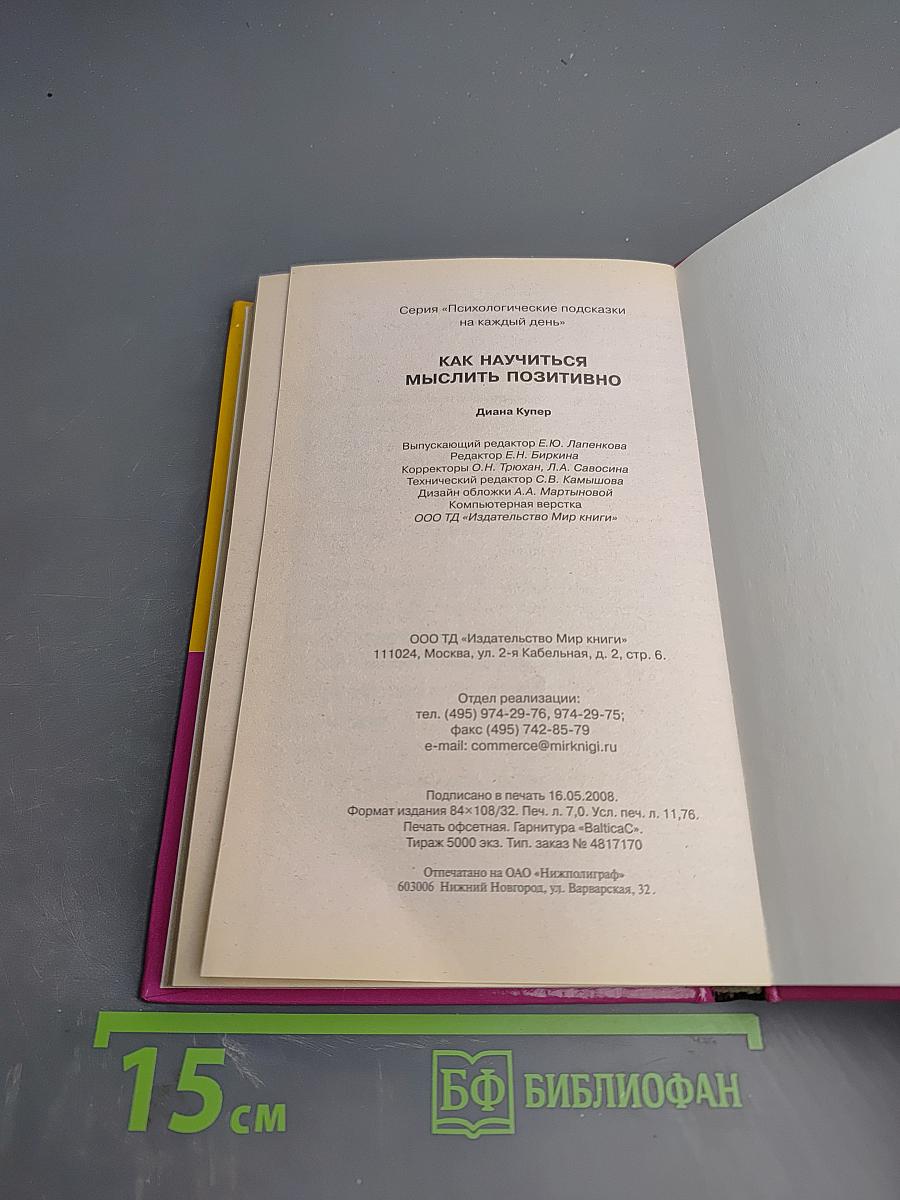 Серия «Психологические подсказки
на каждый день»
КАК НАУЧИТЬСЯ
МЫСЛИТЬ ПОЗИТИВНО
Диана Купер
Выпускающий редактор Е.Ю. Лапенкова
Редактор Е.Н. Биркина
Корректоры О.Н. Трюхан, Л.А. Савосина
Технический редактор С.В. Камышова
Дизайн обложки А.А. Мартыновой
Компьютерная верстка
ООО ТД «Издательство Мир книги»
ООО ТД «Издательство Мир книги»
111024, Москва, ул. 2-я Кабельная, д. 2, стр. 6.
Отдел реализации:
тел. (495) 974-29-76, 974-29-75;
факс (495) 742-85-79
e-mail: commerce@mirknigi.ru
Подписано в печать 16.05.2008.
Формат издания 84×108/32. Печ. л. 7,0. Усл. печ. л. 11,76.
Печать офсетная. Гарнитура «BalticaC».
Тираж 5000 экз. Тип. заказ № 4817170
Отпечатано на ОАО «Нижполиграф»
603006 Нижний Новгород, ул. Варварская, 32.
15 см
БФ БИБЛИОФАН